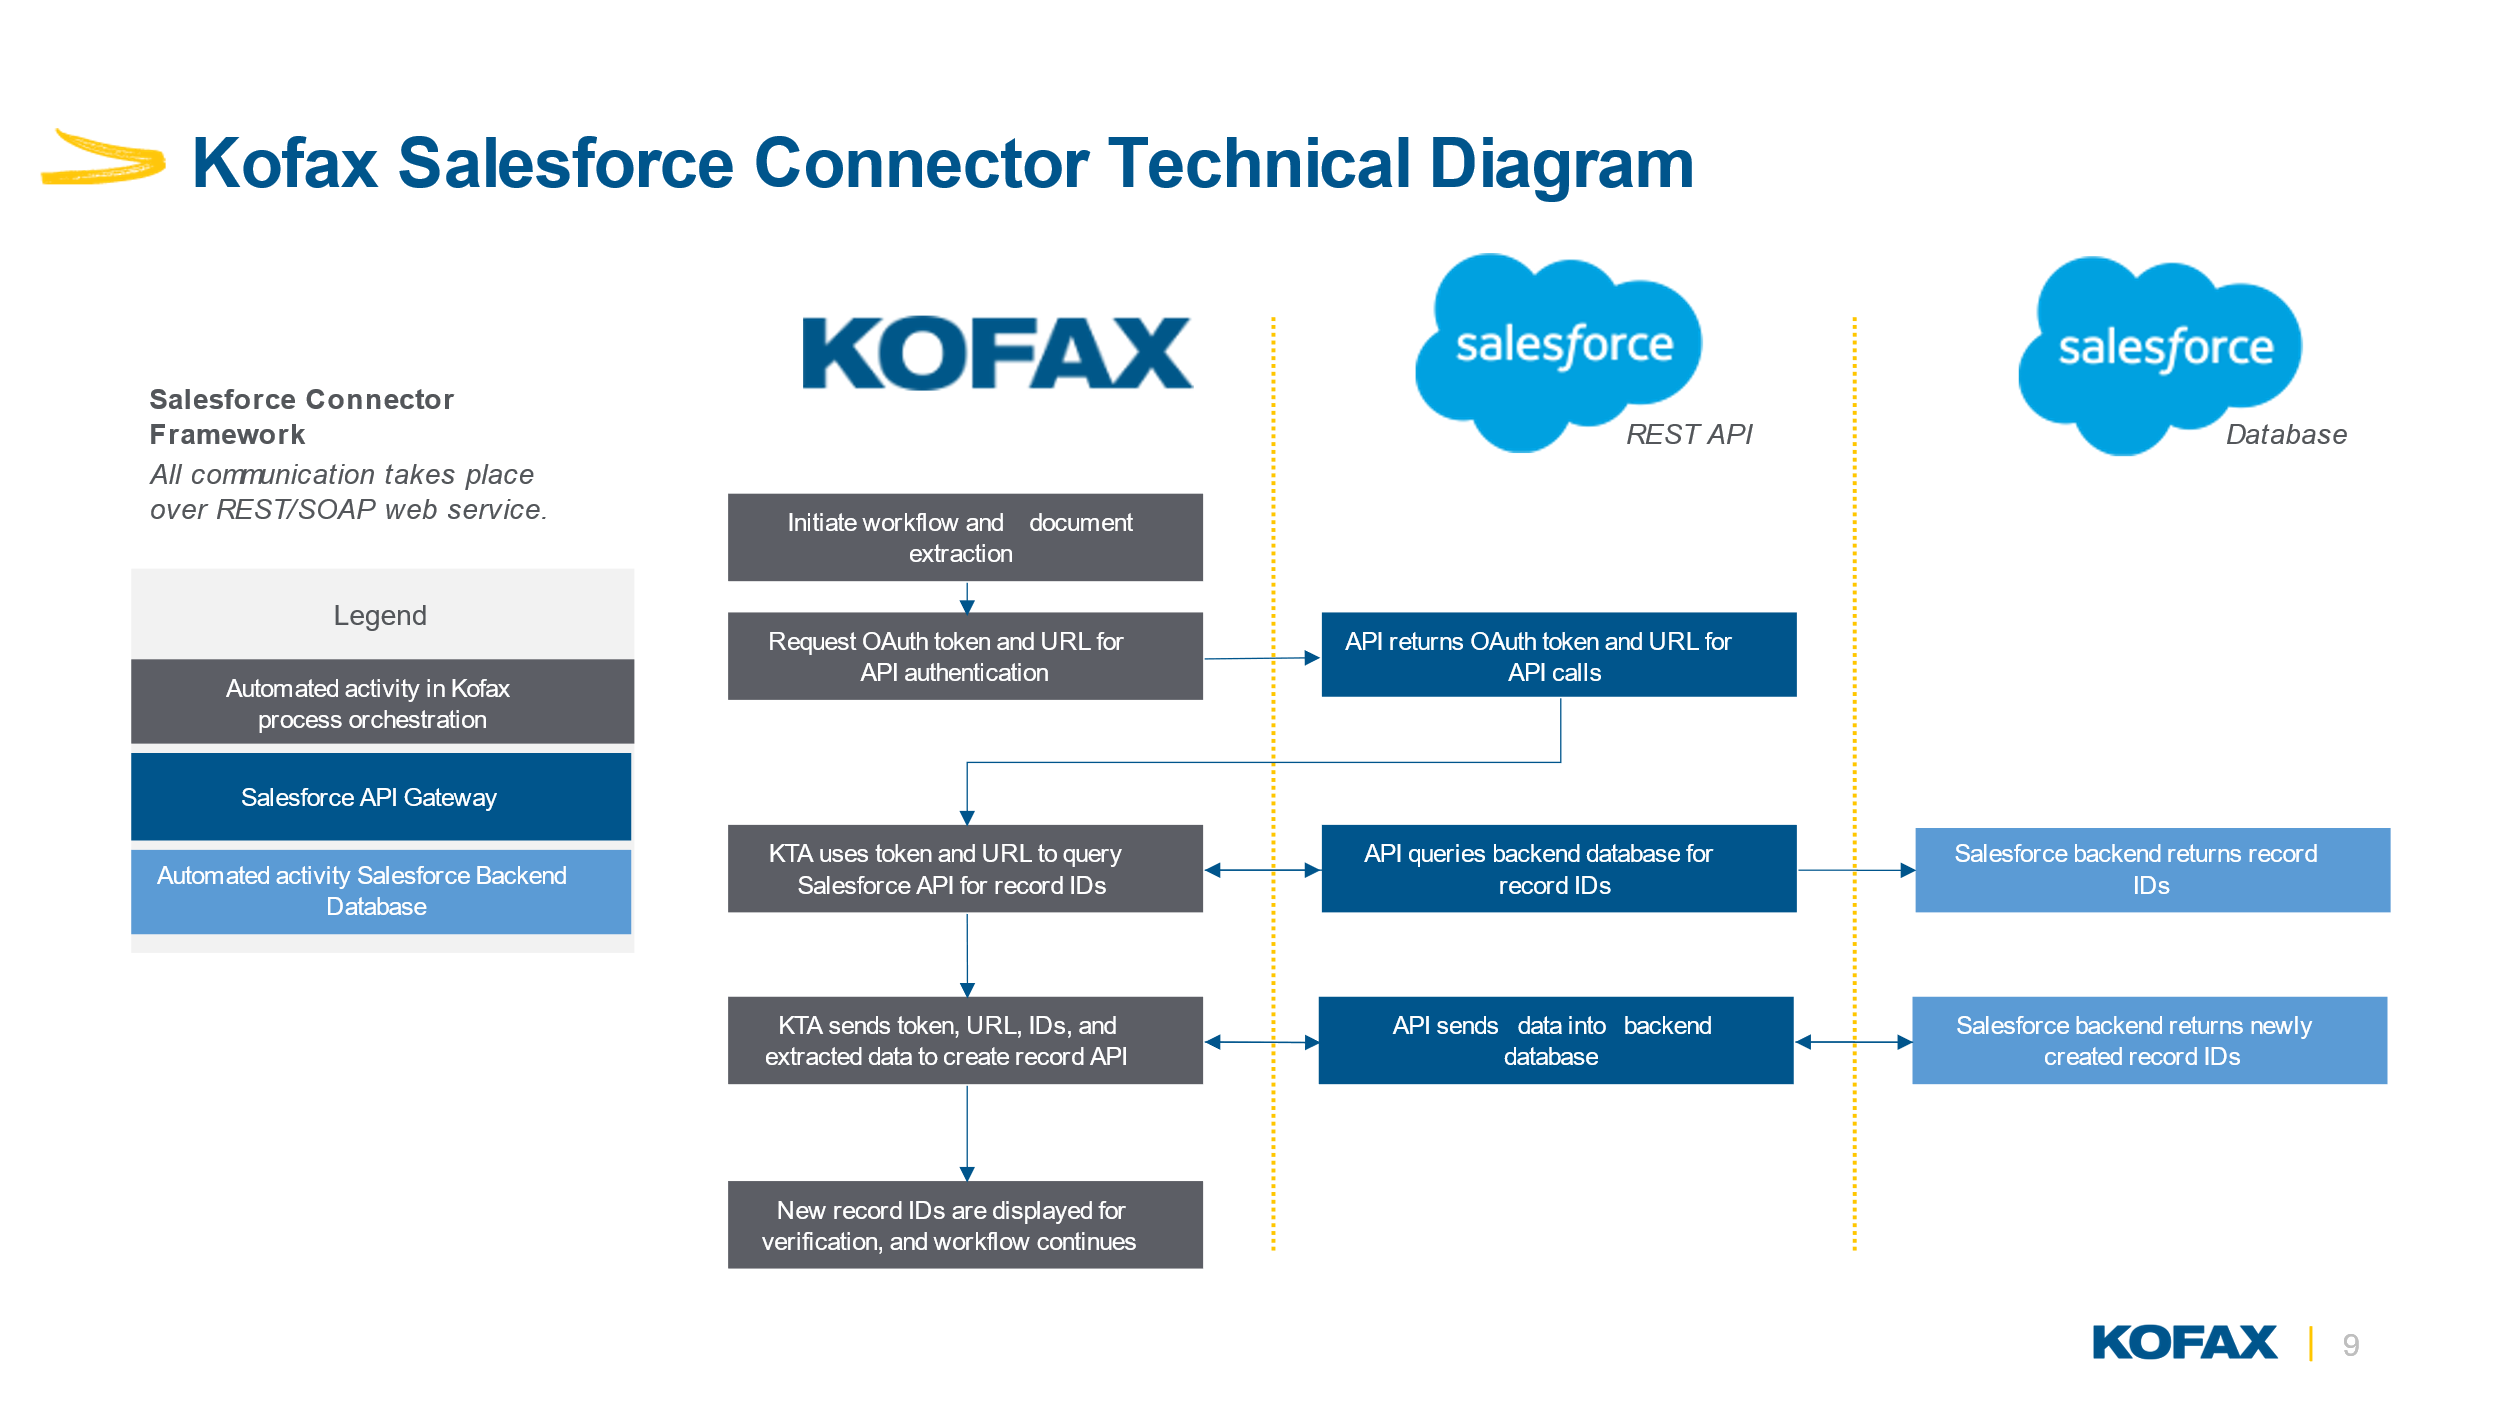 Kofax Salesforce Connector Technical Diagram
KOFAX
salesforce
REST API
salesforce
Database
Salesforce Connector
Framework
All communication takes place
over REST/SOAP web service.
Legend
Automated activity in Kofax
process orchestration
Salesforce API Gateway
Automated activity Salesforce Backend
Database
Initiate workflow and document
extraction
Request OAuth token and URL for
API authentication
API returns OAuth token and URL for
API calls
KTA uses token and URL to query
Salesforce API for record IDs
API queries backend database for
record IDs
Salesforce backend returns record
IDs
KTA sends token, URL, IDs, and
extracted data to create record API
API sends data into backend
database
Salesforce backend returns newly
created record IDs
New record IDs are displayed for
verification, and workflow continues
KOFAX
9